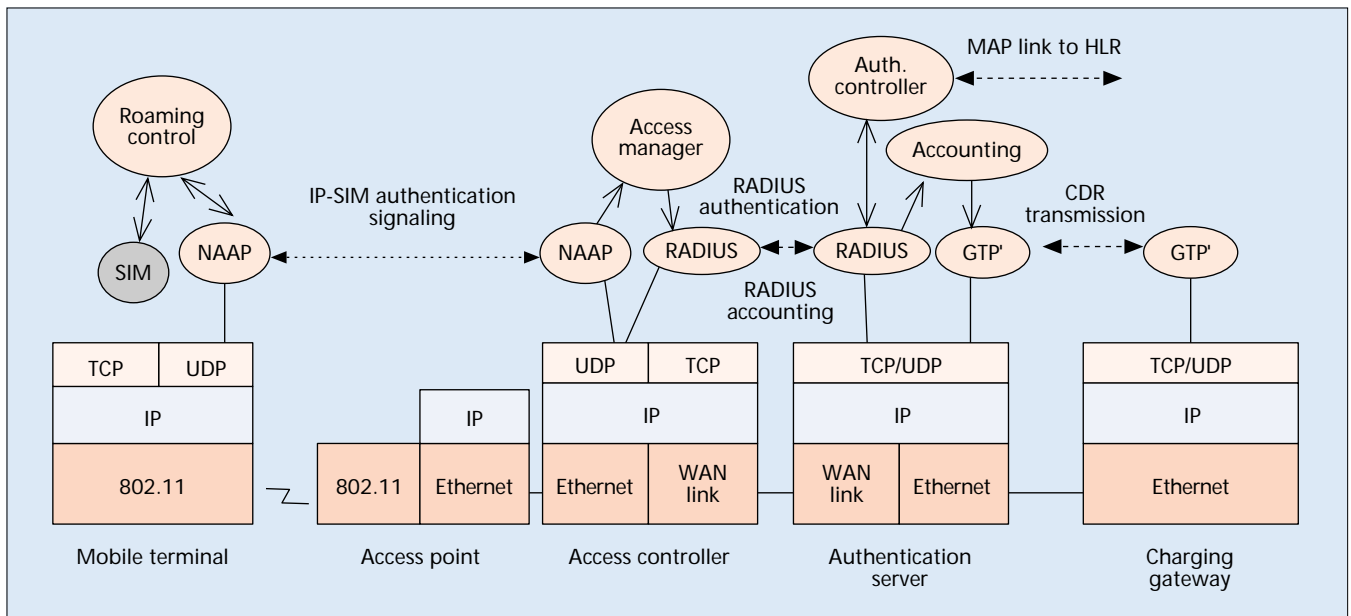 MAP link to HLR
Auth.
controller
Roaming
control
Access
manager
Accounting
IP-SIM authentication
signaling
RADIUS
authentication
CDR
transmission
SIM
NAAP
NAAP
RADIUS
RADIUS
GTP'
GTP'
RADIUS
accounting
TCP
UDP
UDP
TCP
TCP/UDP
TCP/UDP
IP
IP
IP
IP
IP
802.11
802.11
Ethernet
Ethernet
WAN
link
WAN
link
Ethernet
Ethernet
Mobile terminal
Access point
Access controller
Authentication
server
Charging
gateway